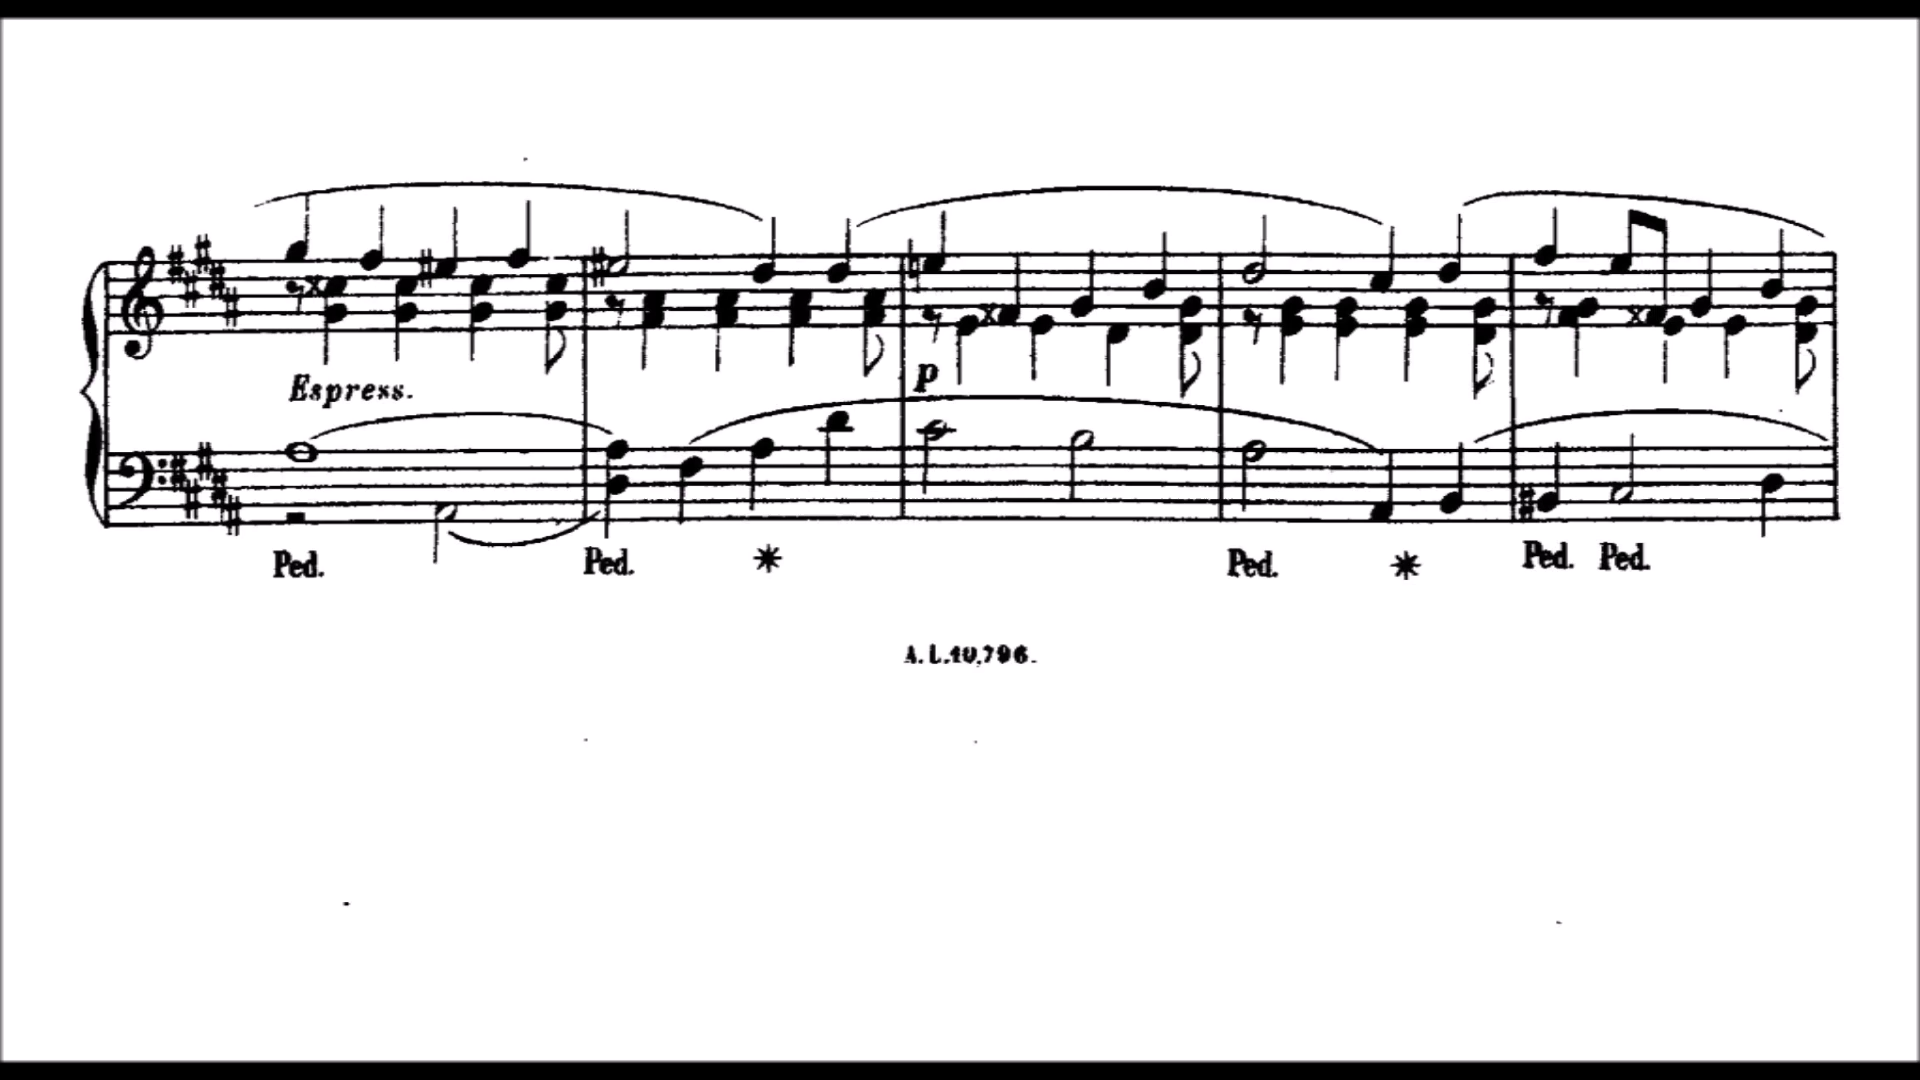 Espress.
p
Ped. Ped. * Ped. * Ped. Ped.
A.L.10,796.